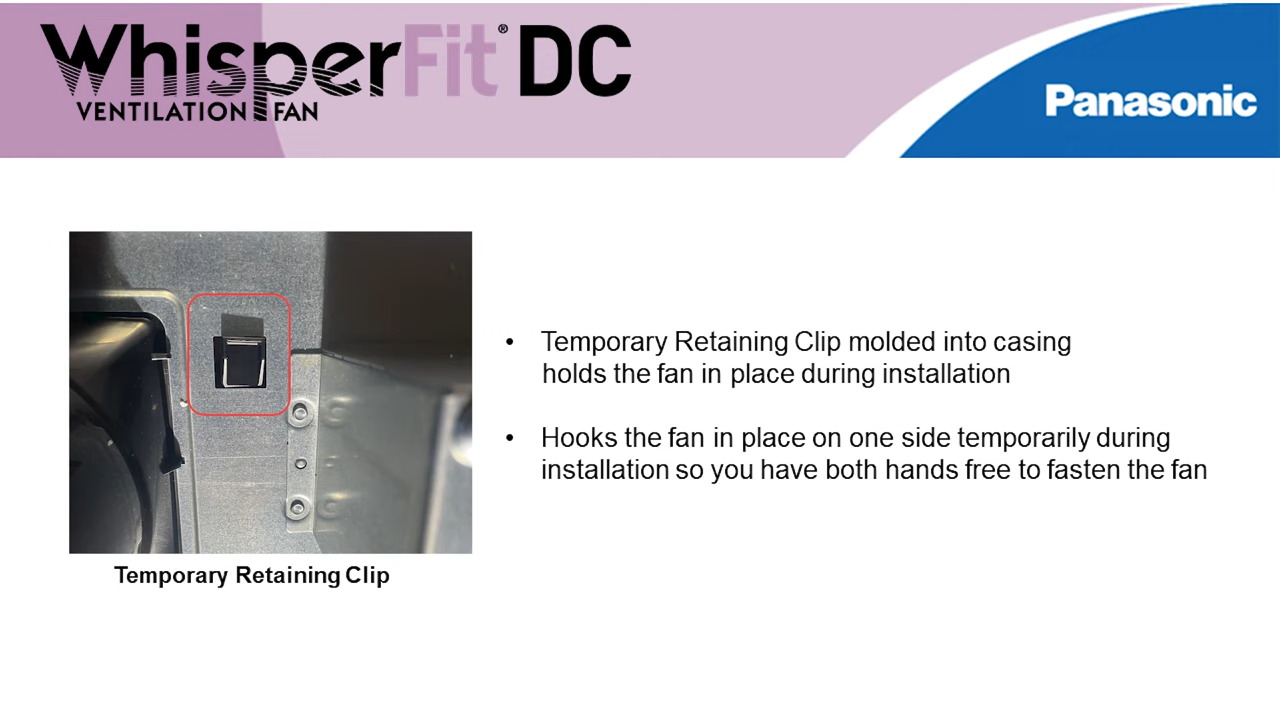 WhisperFit® DC
VENTILATION FAN
Panasonic
• Temporary Retaining Clip molded into casing
holds the fan in place during installation
• Hooks the fan in place on one side temporarily during
installation so you have both hands free to fasten the fan
Temporary Retaining Clip